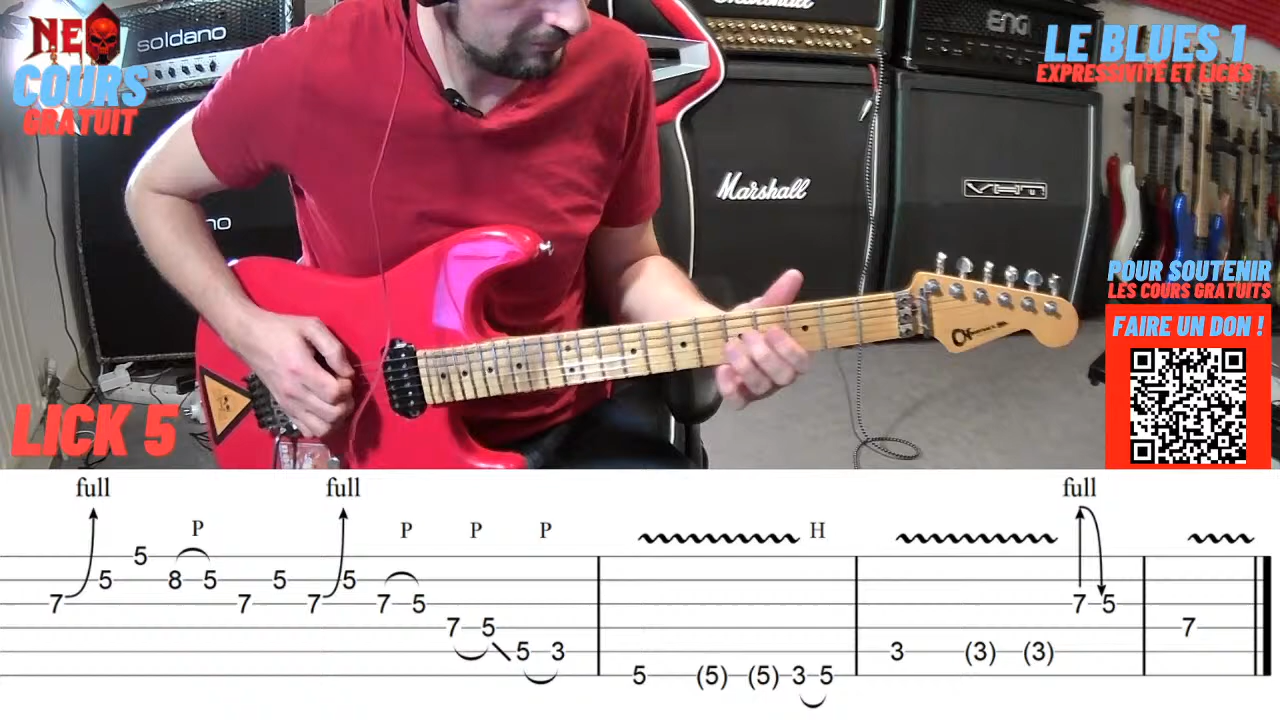 NE
COURS
GRATUIT
soldano
Marshall
ENGL
LE BLUES 1
EXPRESSIVITÉ ET LICKS
Marshall
VHT
POUR SOUTENIR
LES COURS GRATUITS
FAIRE UN DON !
LICK 5
full full full
P P P P H
5
5 8 5 5 5
7 7 7 7 5 7 5
7 5 7
5 3 3 (3) (3)
5 (5) (5) 3 5